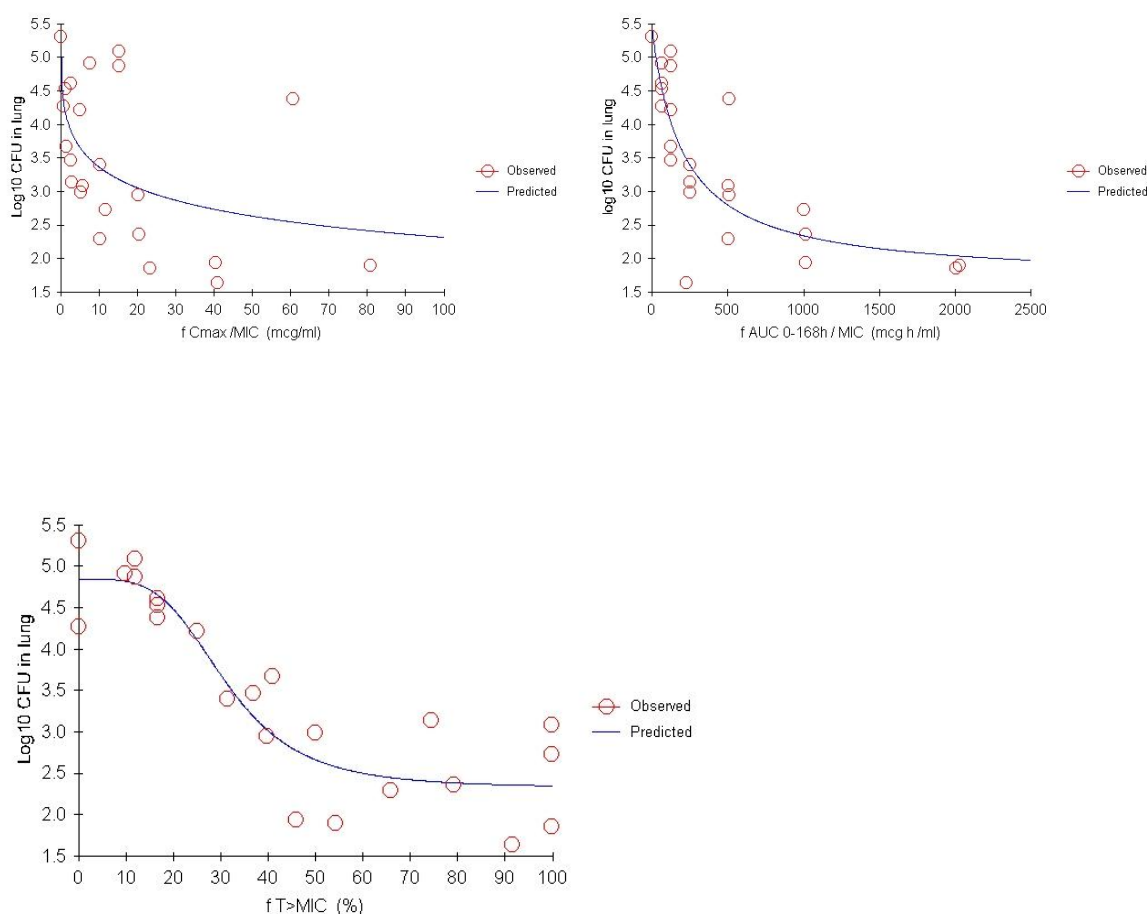 5.5
5.0
4.5
4.0
3.5
3.0
2.5
2.0
1.5
Log10 CFU in lung
0 10 20 30 40 50 60 70 80 90 100
f Cmax /MIC (mcg/ml)
Observed
Predicted
5.5
5.0
4.5
4.0
3.5
3.0
2.5
2.0
1.5
log10 CFU in lung
0 500 1000 1500 2000 2500
f AUC 0-168h / MIC (mcg h /ml)
Observed
Predicted
5.5
5.0
4.5
4.0
3.5
3.0
2.5
2.0
1.5
Log10 CFU in lung
0 10 20 30 40 50 60 70 80 90 100
f T>MIC (%)
Observed
Predicted